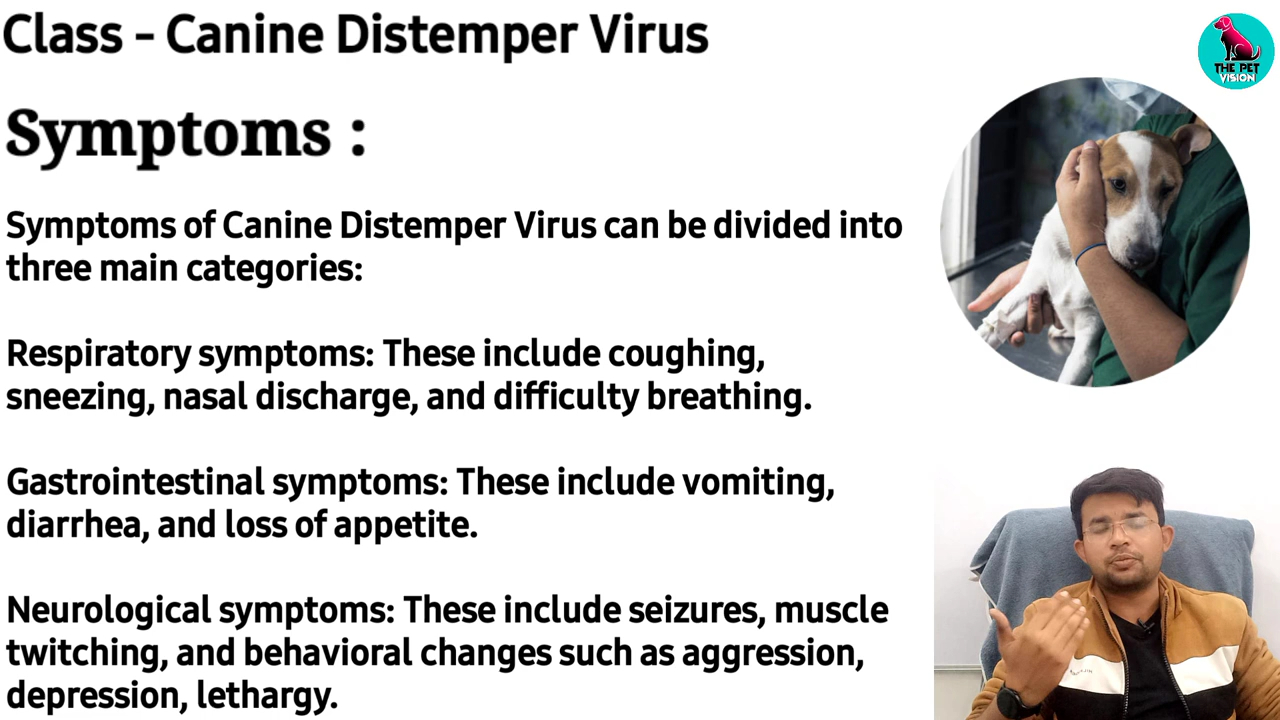 Class - Canine Distemper Virus
THE PET
VISION
Symptoms :
Symptoms of Canine Distemper Virus can be divided into
three main categories:
Respiratory symptoms: These include coughing,
sneezing, nasal discharge, and difficulty breathing.
Gastrointestinal symptoms: These include vomiting,
diarrhea, and loss of appetite.
Neurological symptoms: These include seizures, muscle
twitching, and behavioral changes such as aggression,
depression, lethargy.